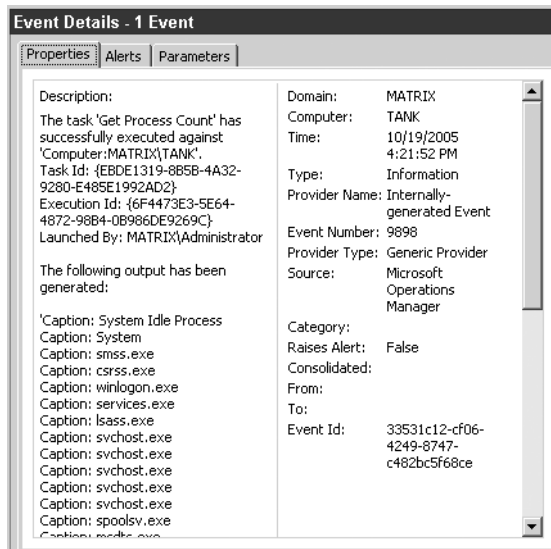 Event Details - 1 Event
Properties
Alerts
Parameters
Description:
The task 'Get Process Count' has
successfully executed against
'Computer:MATRIX\TANK'.
Task Id: {EBDE1319-8B5B-4A32-
9280-E485E1992AD2}
Execution Id: {6F4473E3-5E64-
4872-98B4-0B986DE9269C}
Launched By: MATRIX\Administrator
The following output has been
generated:
'Caption: System Idle Process
Caption: System
Caption: smss.exe
Caption: csrss.exe
Caption: winlogon.exe
Caption: services.exe
Caption: lsass.exe
Caption: svchost.exe
Caption: svchost.exe
Caption: svchost.exe
Caption: svchost.exe
Caption: svchost.exe
Caption: spoolsv.exe
Caption: msdtc.exe
Domain: MATRIX
Computer: TANK
Time: 10/19/2005
4:21:52 PM
Type: Information
Provider Name: Internally-
generated Event
Event Number: 9898
Provider Type: Generic Provider
Source: Microsoft
Operations
Manager
Category:
Raises Alert: False
Consolidated:
From:
To:
Event Id: 33531c12-cf06-
4249-8747-
c482bc5f68ce